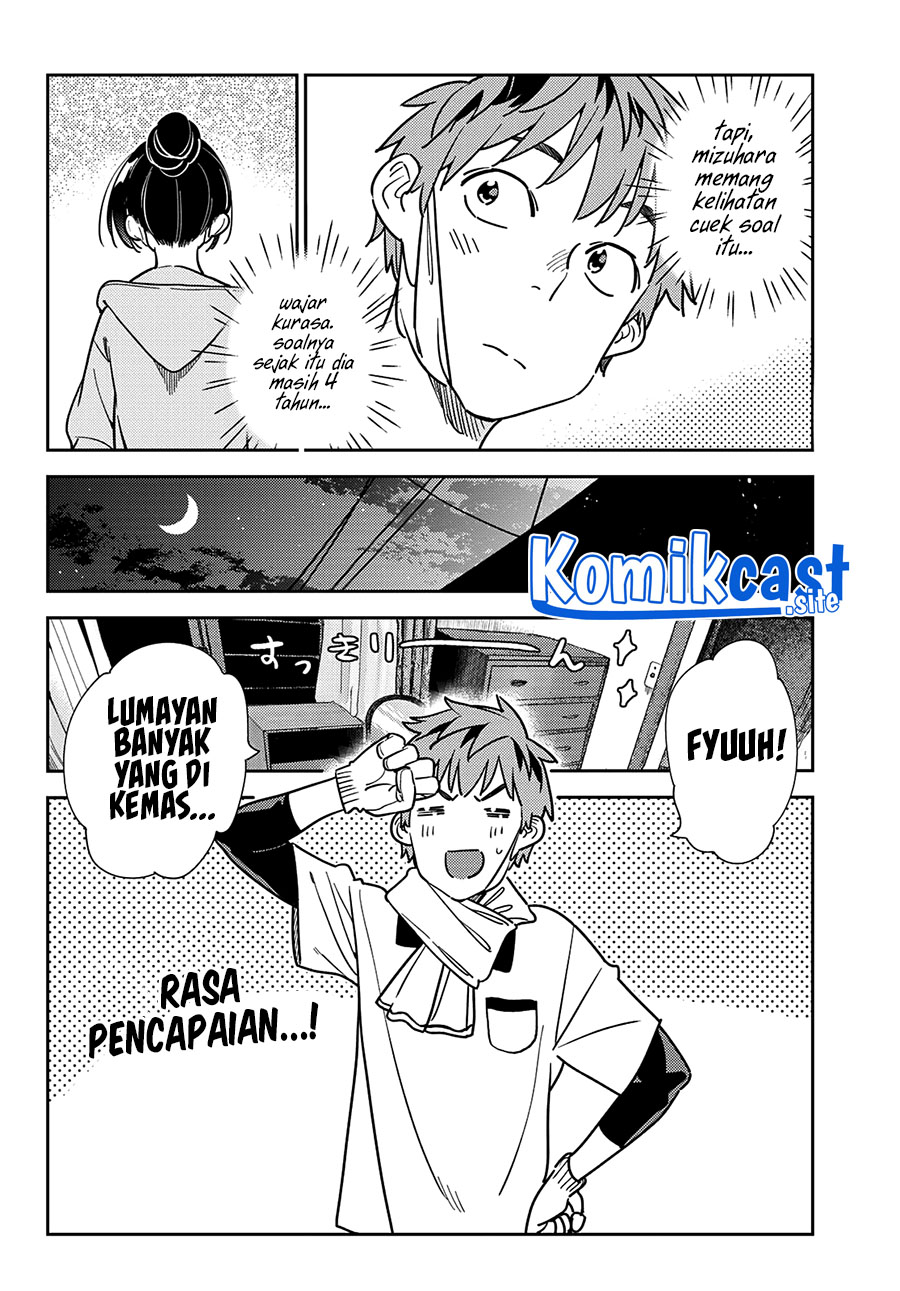 tapi,
mizuhara
memang
kelihatan
cuek soal
itu...
wajar
kurasa.
soalnya
sejak itu dia
masih 4
tahun...
Komikcast
.site
すっきりーん
FYUUH!
LUMAYAN
BANYAK
YANG DI
KEMAS...
RASA
PENCAPAIAN...!